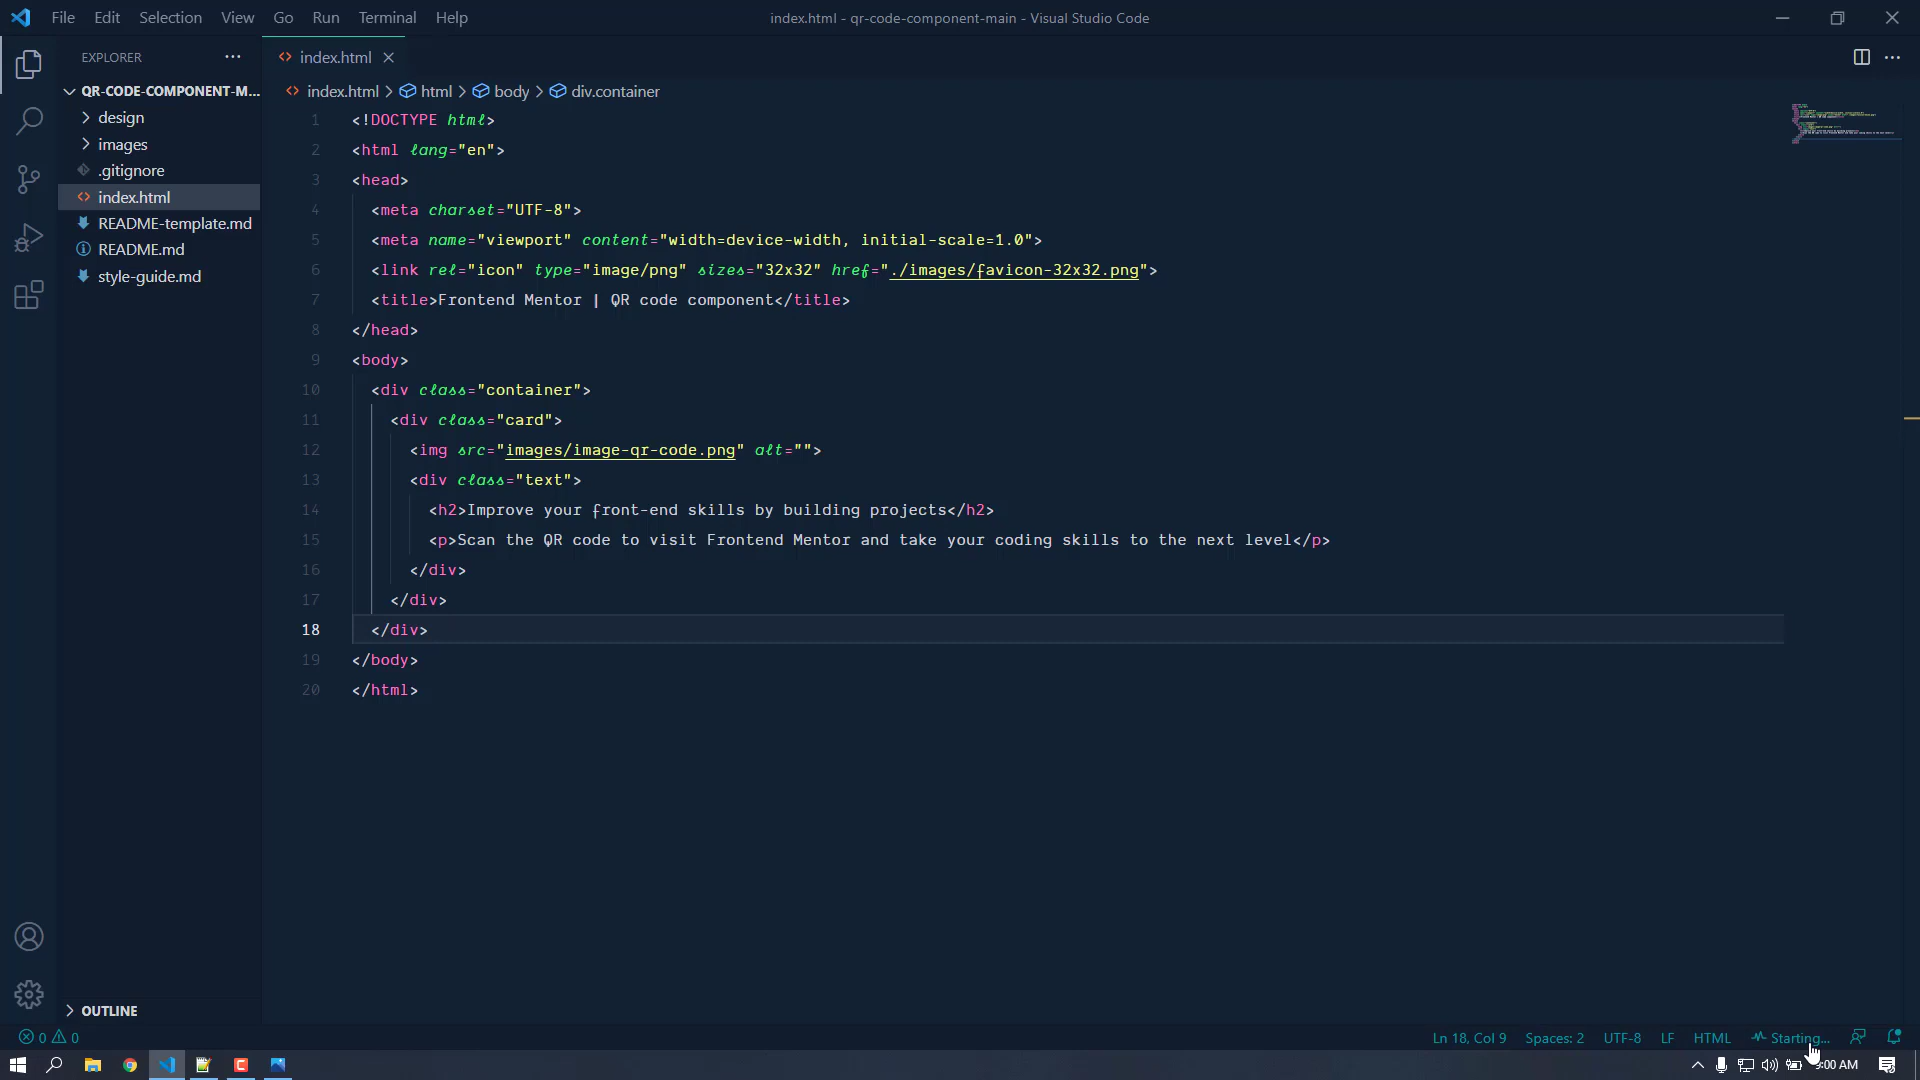 File Edit Selection View Go Run Terminal Help
index.html - qr-code-component-main - Visual Studio Code
EXPLORER
index.html
QR-CODE-COMPONENT-M...
design
images
.gitignore
index.html
README-template.md
README.md
style-guide.md
OUTLINE
index.html > html > body > div.container
1 <!DOCTYPE html>
2 <html lang="en">
3 <head>
4 <meta charset="UTF-8">
5 <meta name="viewport" content="width=device-width, initial-scale=1.0">
6 <link rel="icon" type="image/png" sizes="32x32" href="./images/favicon-32x32.png">
7 <title>Frontend Mentor | QR code component</title>
8 </head>
9 <body>
10 <div class="container">
11 <div class="card">
12 <img src="images/image-qr-code.png" alt="">
13 <div class="text">
14 <h2>Improve your front-end skills by building projects</h2>
15 <p>Scan the QR code to visit Frontend Mentor and take your coding skills to the next level</p>
16 </div>
17 </div>
18 </div>
19 </body>
20 </html>
0 0
Ln 18, Col 9 Spaces: 2 UTF-8 LF HTML Starting...
:00 AM